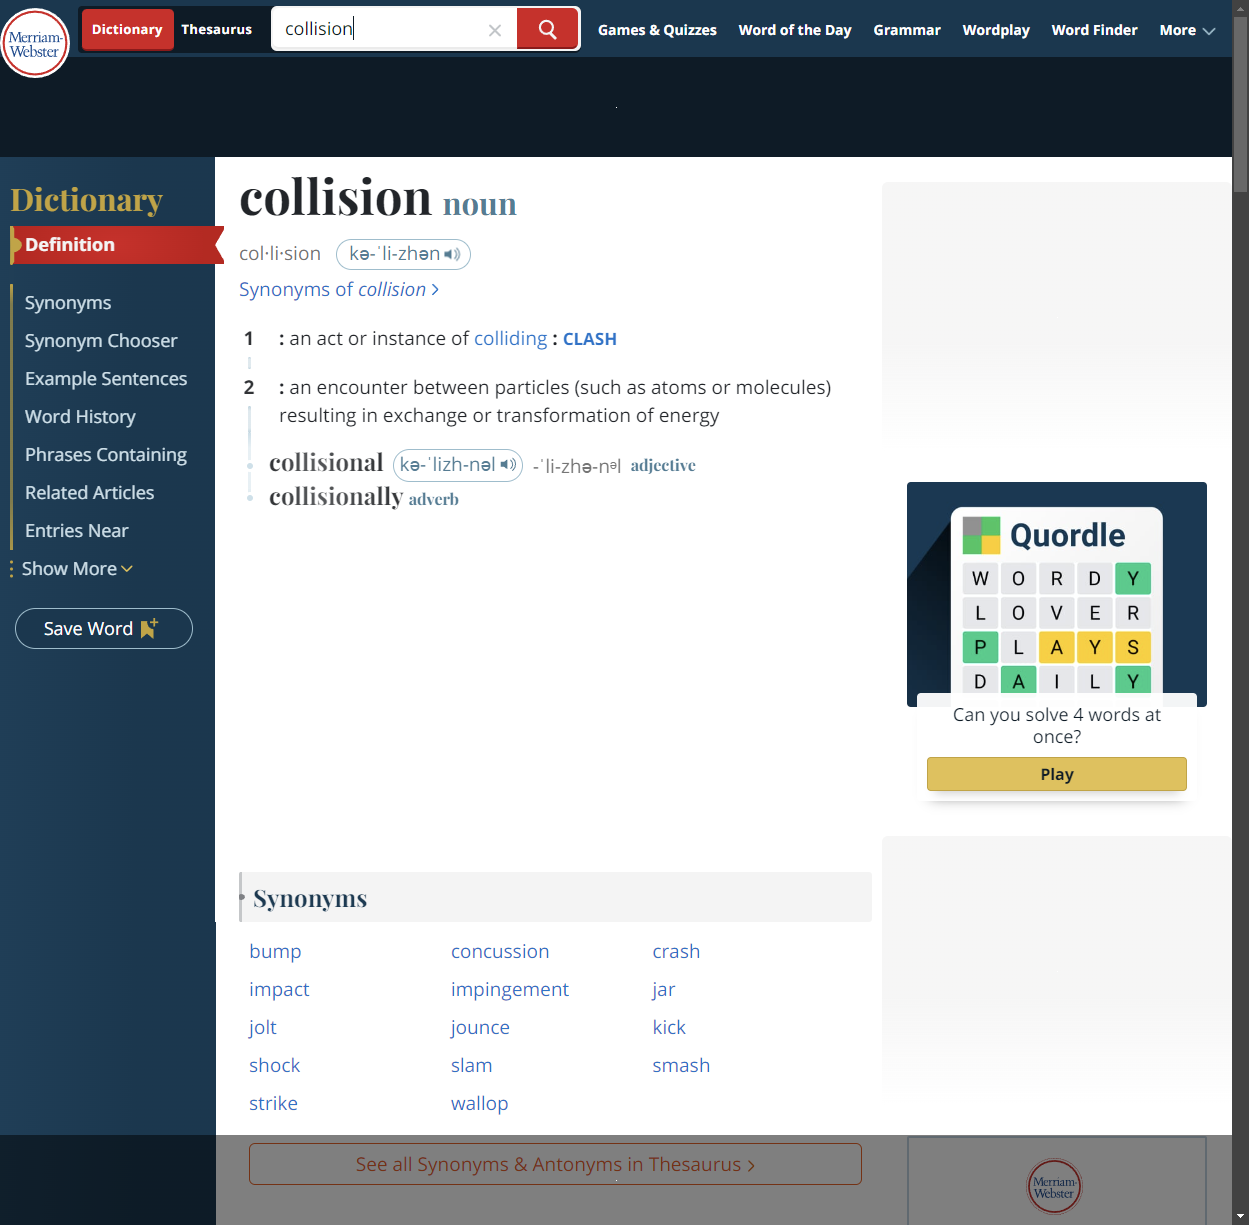 Merriam-
Webster
Dictionary
Thesaurus
collision
Games & Quizzes
Word of the Day
Grammar
Wordplay
Word Finder
More
Dictionary
Definition
Synonyms
Synonym Chooser
Example Sentences
Word History
Phrases Containing
Related Articles
Entries Near
Show More
Save Word
collision noun
col·li·sion kə-ˈli-zhən
Synonyms of collision >
1 : an act or instance of colliding : CLASH
2 : an encounter between particles (such as atoms or molecules)
resulting in exchange or transformation of energy
collisional kə-ˈlizh-nəl -ˈli-zhə-nᵊl adjective
collisionally adverb
Quordle
W O R D Y
L O V E R
P L A Y S
D A I L Y
Can you solve 4 words at
once?
Play
Synonyms
bump concussion crash
impact impingement jar
jolt jounce kick
shock slam smash
strike wallop
See all Synonyms & Antonyms in Thesaurus >
Merriam-
Webster